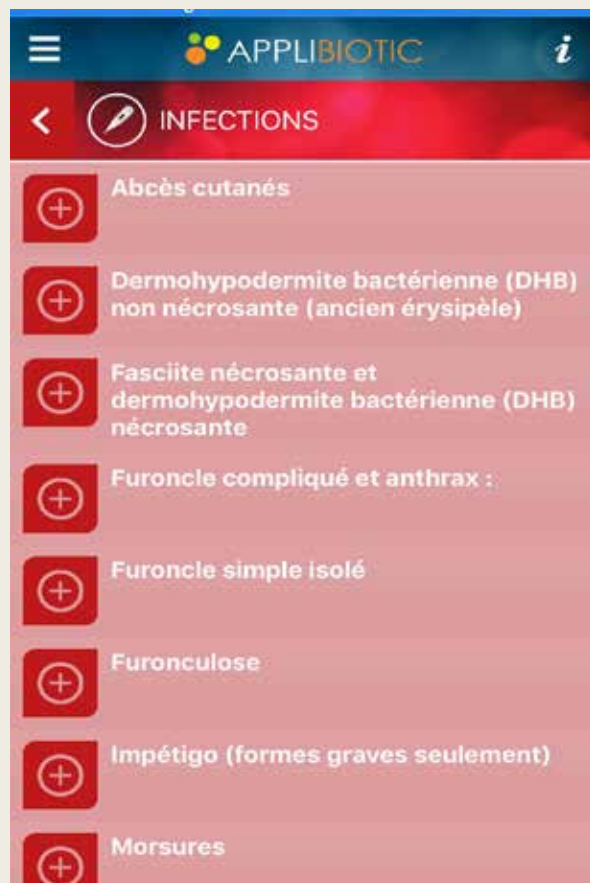 APPLIBIOTIC
INFECTIONS
Abcès cutanés
Dermohypodermite bactérienne (DHB)
non nécrosante (ancien érysipèle)
Fasciite nécrosante et
dermohypodermite bactérienne (DHB)
nécrosante
Furoncle compliqué et anthrax :
Furoncle simple isolé
Furonculose
Impétigo (formes graves seulement)
Morsures